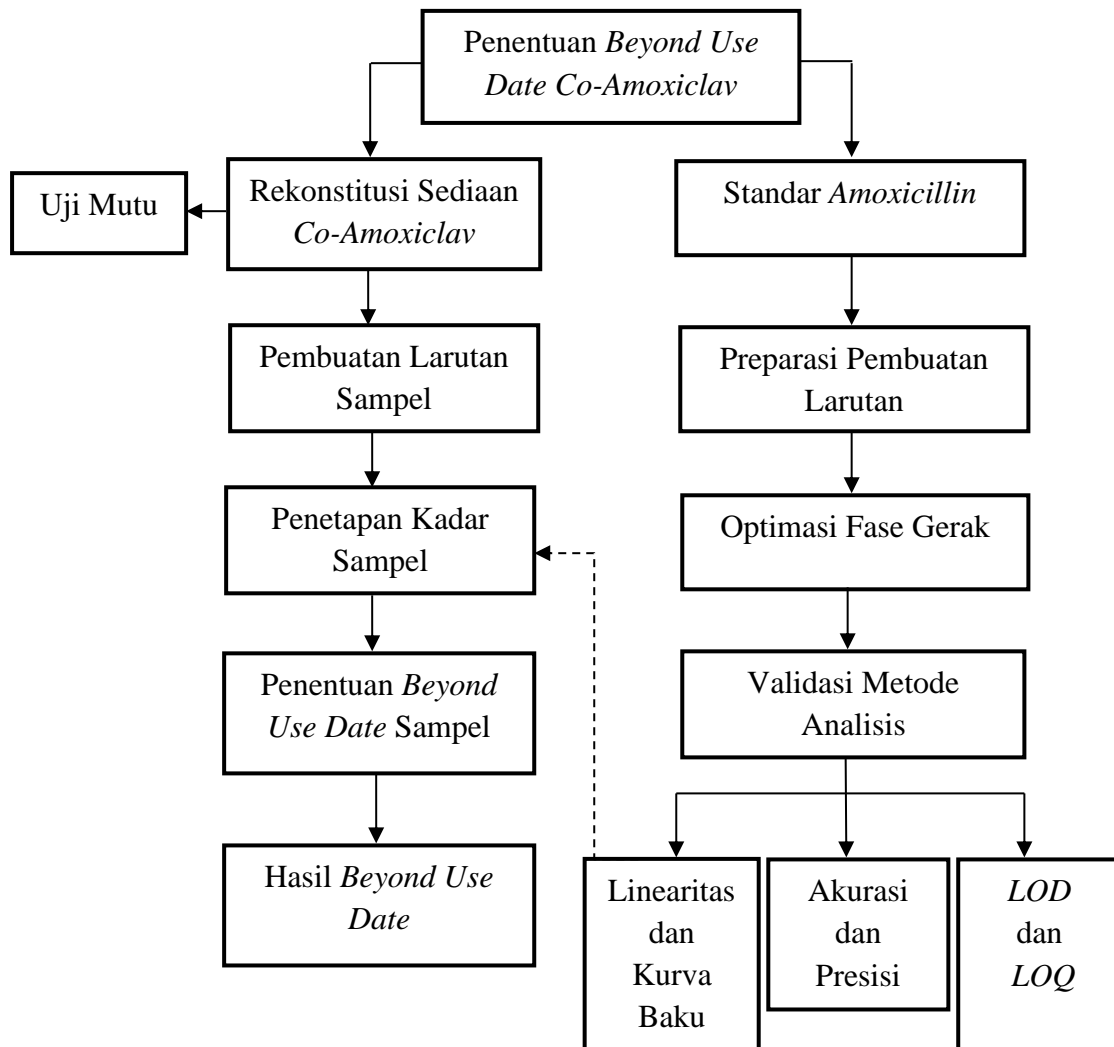 Penentuan Beyond Use
Date Co-Amoxiclav
Uji Mutu
Rekonstitusi Sediaan
Co-Amoxiclav
Standar Amoxicillin
Pembuatan Larutan
Sampel
Preparasi Pembuatan
Larutan
Penetapan Kadar
Sampel
Optimasi Fase Gerak
Penentuan Beyond
Use Date Sampel
Validasi Metode
Analisis
Hasil Beyond Use
Date
Linearitas
dan
Kurva
Baku
Akurasi
dan
Presisi
LOD
dan
LOQ